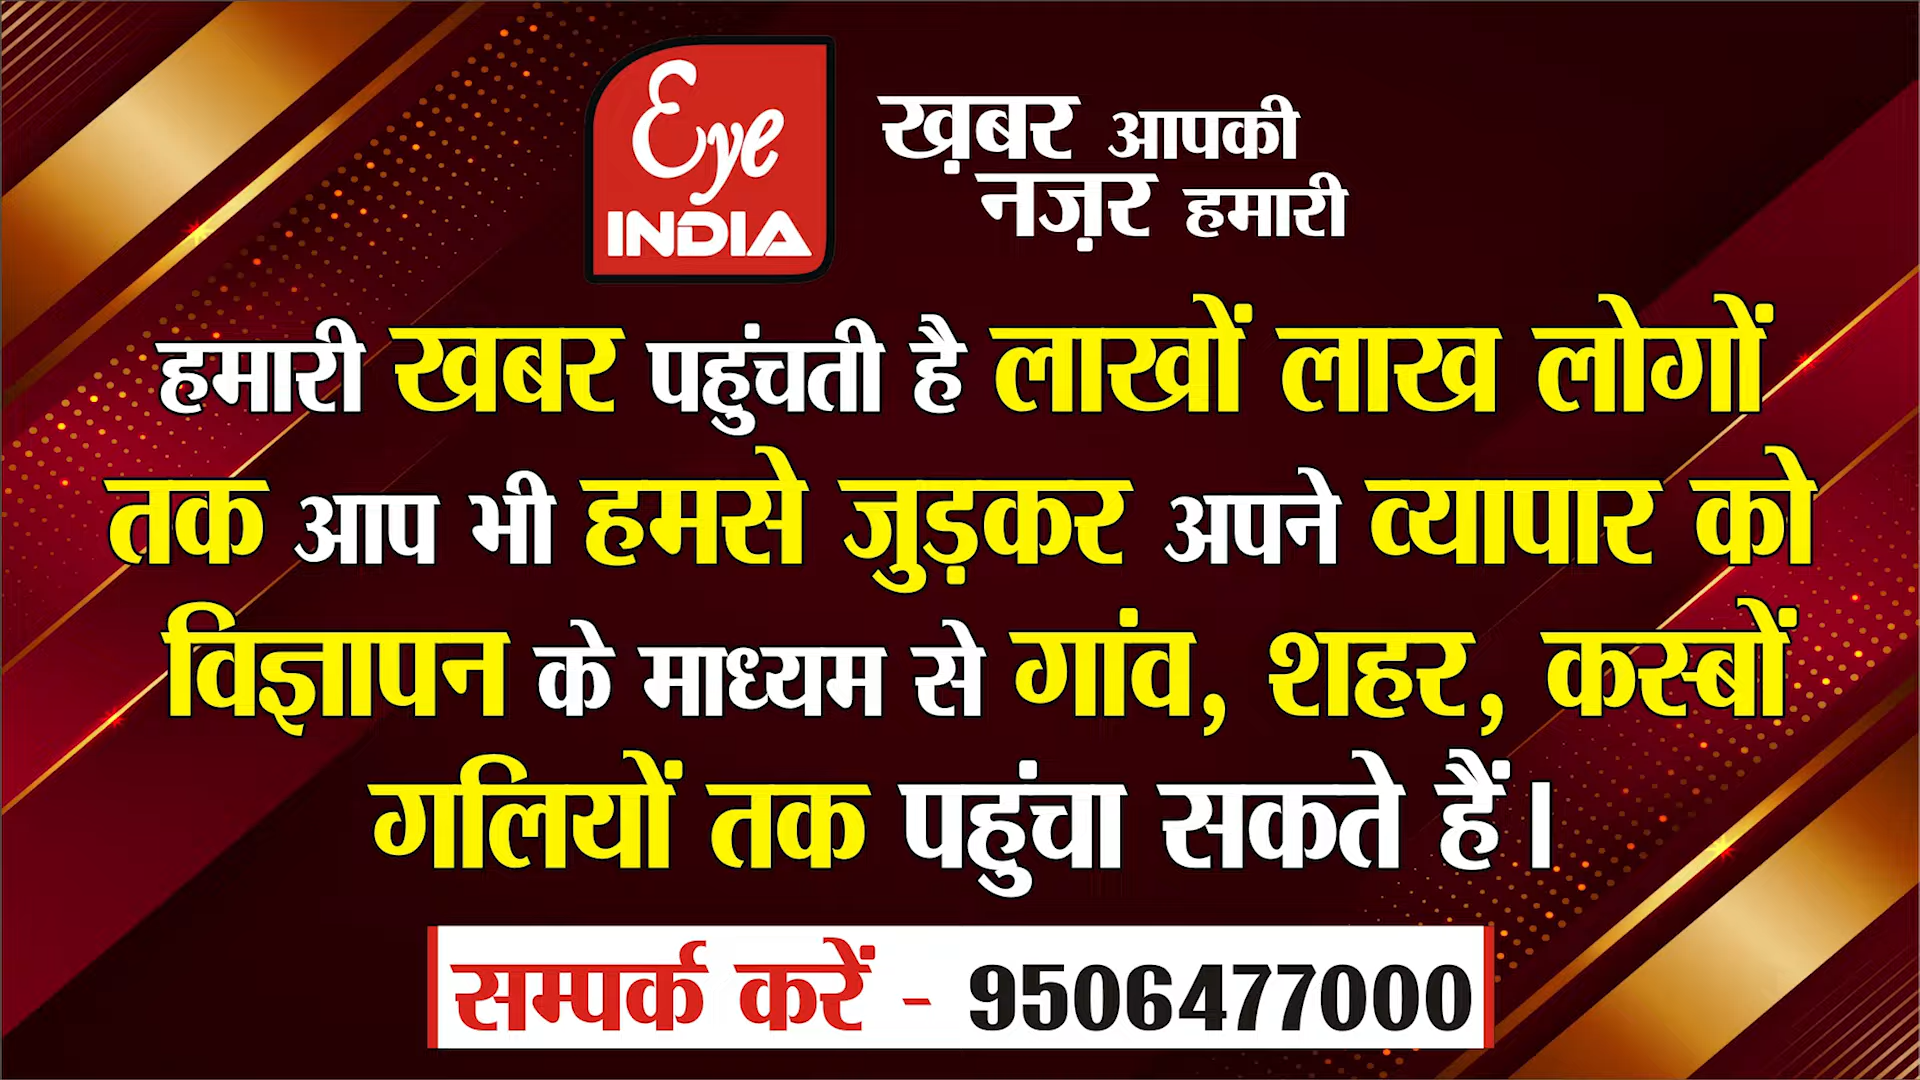 Eye
INDIA
ख़बर आपकी
नज़र हमारी
हमारी खबर पहुंचती है लाखों लाख लोगों
तक आप भी हमसे जुड़कर अपने व्यापार को
विज्ञापन के माध्यम से गांव, शहर, कस्बों
गलियों तक पहुंचा सकते हैं।
सम्पर्क करें - 9506477000